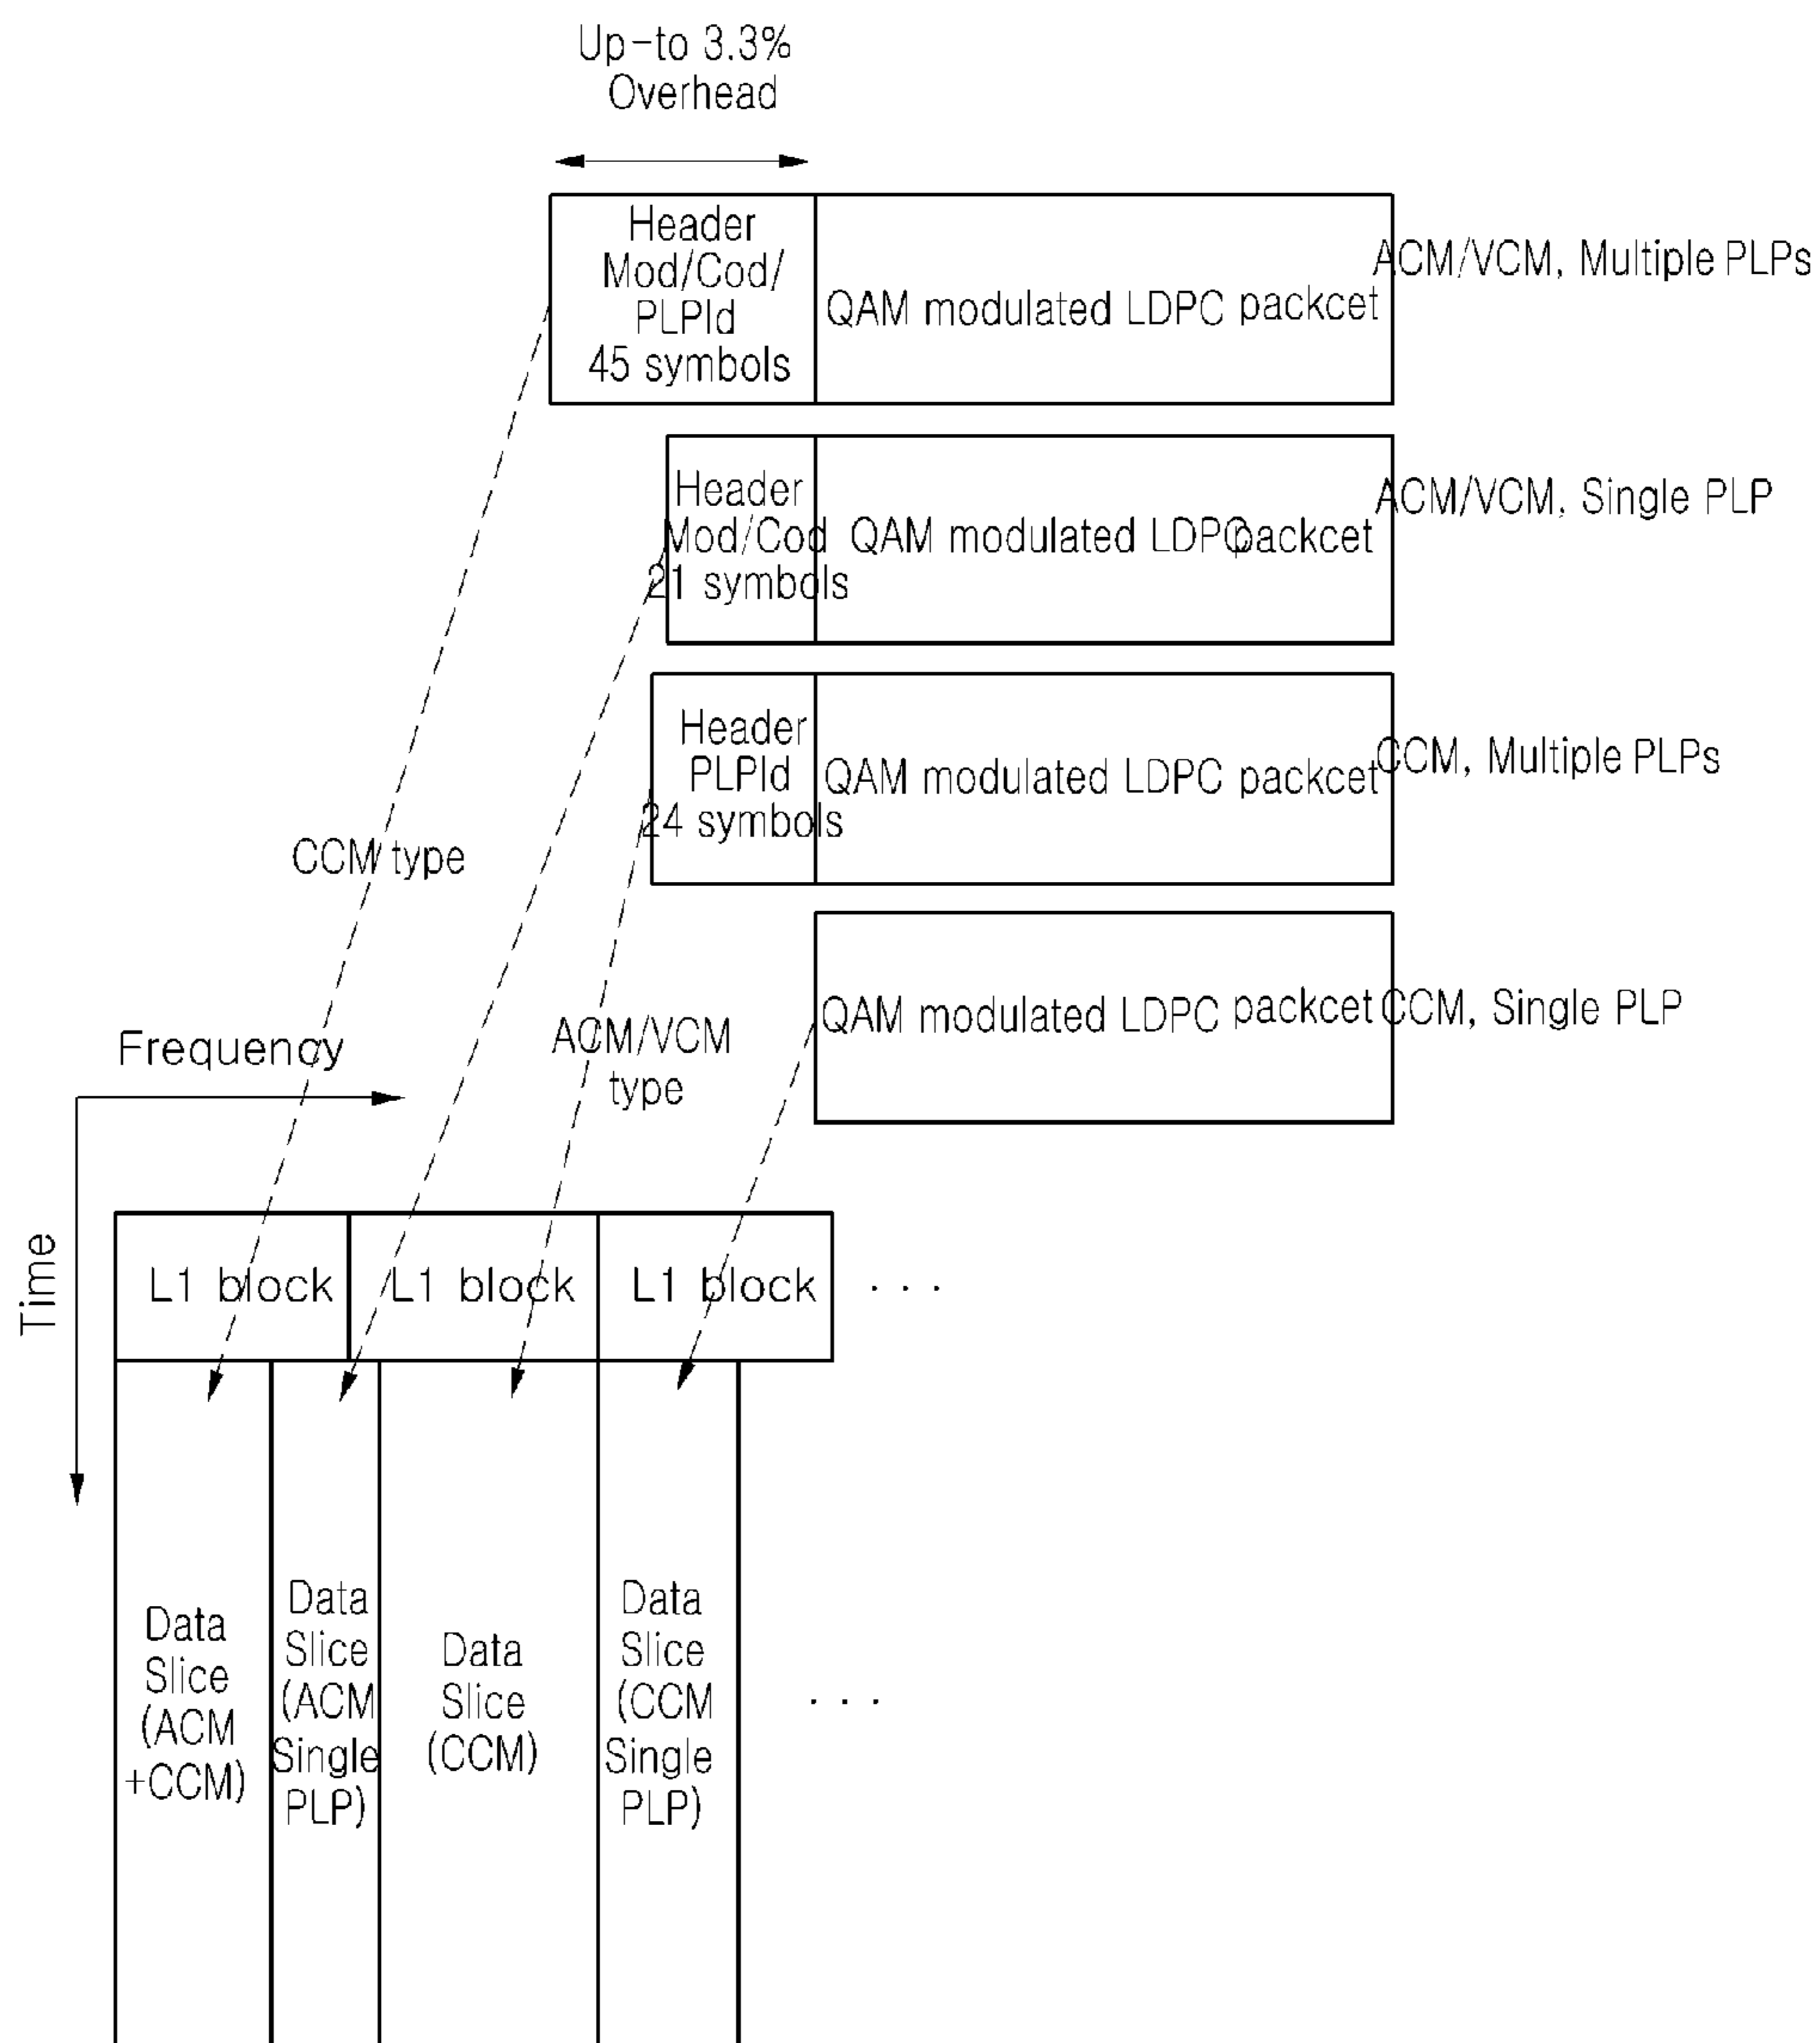 Up-to 3.3%
Overhead
Header
Mod/Cod/
PLPId
45 symbols
QAM modulated LDPC packcet
ACM/VCM, Multiple PLPs
Header
Mod/Cod
21 symbols
QAM modulated LDPC packcet
ACM/VCM, Single PLP
Header
PLPId
24 symbols
QAM modulated LDPC packcet
CCM, Multiple PLPs
CCM type
QAM modulated LDPC packcet
CCM, Single PLP
ACM/VCM
type
Frequency
Time
L1 block
L1 block
L1 block
. . .
Data
Slice
(ACM
+CCM)
Data
Slice
(ACM
Single
PLP)
Data
Slice
(CCM)
Data
Slice
(CCM
Single
PLP)
. . .